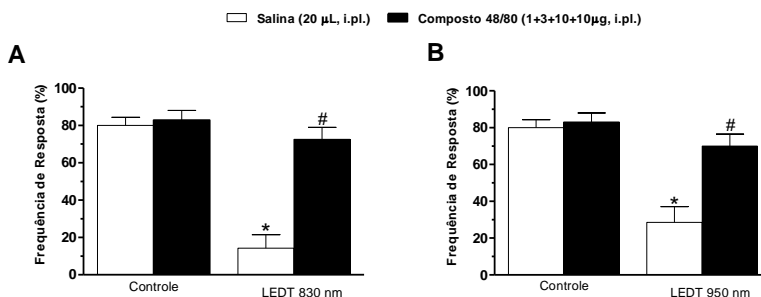 Salina (20 µL, i.pl.) Composto 48/80 (1+3+10+10µg, i.pl.)
A
Frequência de Resposta (%)
100
80
60
40
20
0
*
#
Controle
LEDT 830 nm
B
Frequência de Resposta (%)
100
80
60
40
20
0
*
#
Controle
LEDT 950 nm